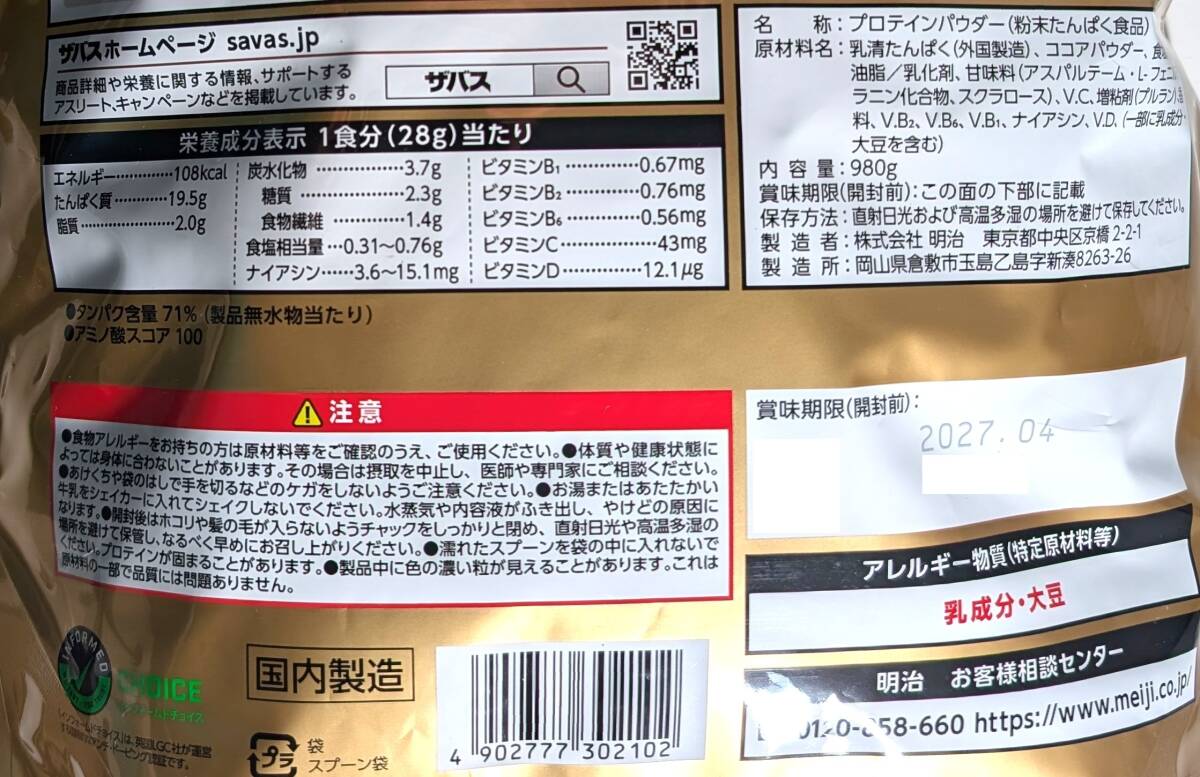 ザバスホームページ savas.jp
商品詳細や栄養に関する情報、サポートする
アスリート、キャンペーンなどを掲載しています。
ザバス
栄養成分表示 1食分(28g)当たり
エネルギー…………108kcal
たんぱく質…………19.5g
脂質…………2.0g
炭水化物…………3.7g
糖質…………2.3g
食物繊維…………1.4g
食塩相当量…0.31〜0.76g
ナイアシン……3.6〜15.1mg
ビタミンB₁…………0.67mg
ビタミンB₂…………0.76mg
ビタミンB₆…………0.56mg
ビタミンC…………43mg
ビタミンD…………12.1μg
●タンパク含量 71% (製品無水物当たり)
●アミノ酸スコア 100
名 称:プロテインパウダー(粉末たんぱく食品)
原材料名:乳清たんぱく(外国製造)、ココアパウダー、食
油脂/乳化剤、甘味料(アスパルテーム・L-フェニ
ラニン化合物、スクラロース)、V.C、増粘剤(プルラン)、
料、V.B₂、V.B₆、V.B₁、ナイアシン、V.D、(一部に乳成分・
大豆を含む)
内容量:980g
賞味期限(開封前):この面の下部に記載
保存方法:直射日光および高温多湿の場所を避けて保存してください。
製造者:株式会社 明治 東京都中央区京橋 2-2-1
製造所:岡山県倉敷市玉島乙島字新湊8263-26
⚠注意
●食物アレルギーをお持ちの方は原材料等をご確認のうえ、ご使用ください。●体質や健康状態に
よっては身体に合わないことがあります。その場合は摂取を中止し、医師や専門家にご相談ください。
●あけくちや袋のはしで手を切るなどのケガをしないようご注意ください。●お湯またはあたたかい
牛乳をシェイカーに入れてシェイクしないでください。水蒸気や内容液がふき出し、やけどの原因に
なります。●開封後はホコリや髪の毛が入らないようチャックをしっかりと閉め、直射日光や高温多湿の
場所を避けて保管し、なるべく早めにお召し上がりください。●濡れたスプーンを袋の中に入れないで
ください。プロテインが固まることがあります。●製品中に色の濃い粒が見えることがあります。これは
原材料の一部で品質には問題ありません。
賞味期限(開封前):
2027.04
アレルギー物質(特定原材料等)
乳成分・大豆
明治 お客様相談センター
0120-858-660 https://www.meiji.co.jp/
INFORMED
CHOICE
国内製造
プラ
袋
スプーン袋
4 902777 302102